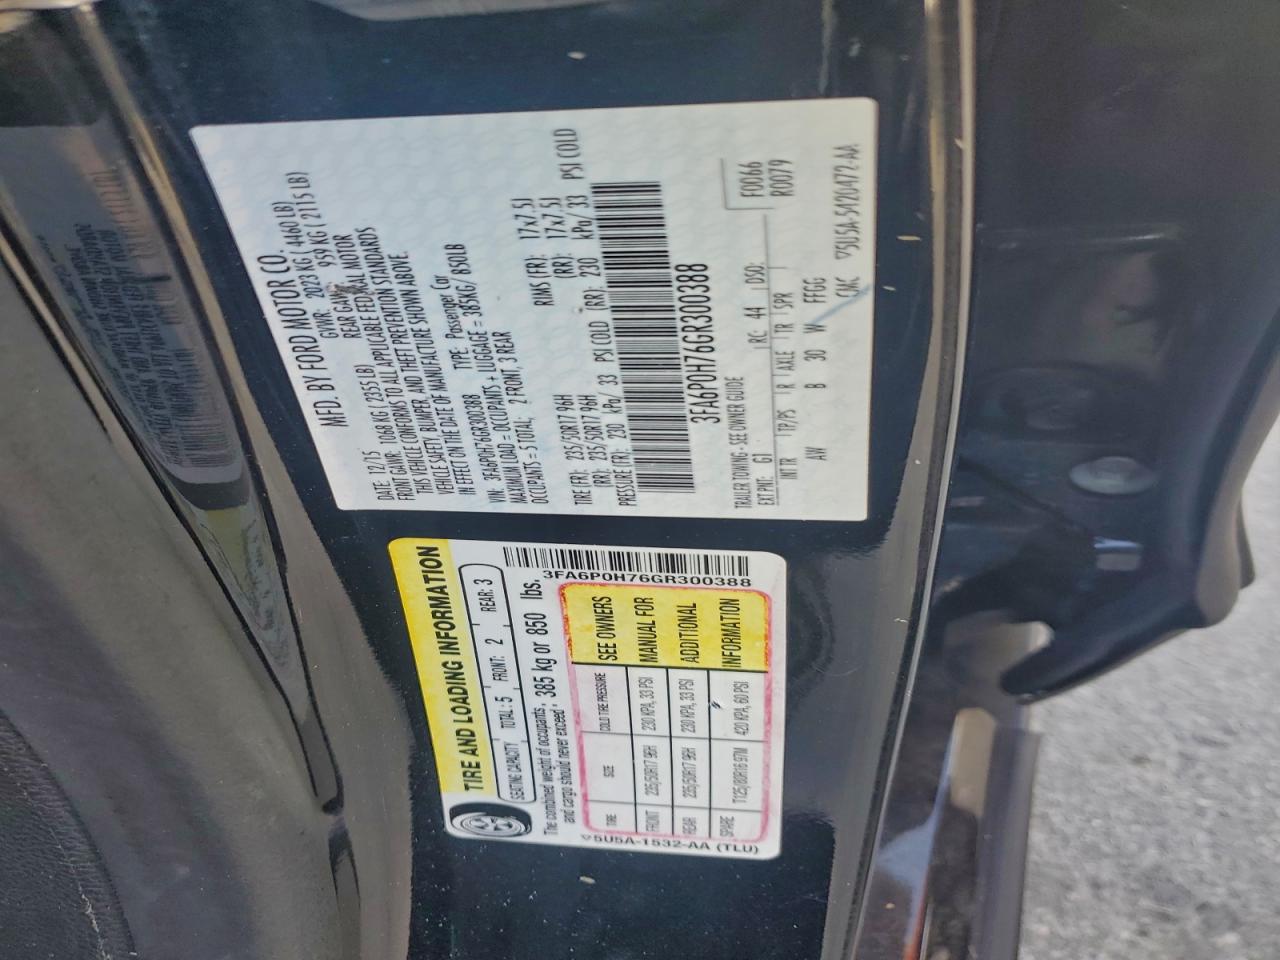 MFD. BY FORD MOTOR CO.
DATE: 12/15 GVWR: 2023 KG ( 4460 LB)
FRONT GAWR: 1068 KG ( 2355 LB) REAR GAWR: 959 KG ( 2115 LB)
THIS VEHICLE CONFORMS TO ALL APPLICABLE FEDERAL MOTOR
VEHICLE SAFETY, BUMPER, AND THEFT PREVENTION STANDARDS
IN EFFECT ON THE DATE OF MANUFACTURE SHOWN ABOVE.
VIN: 3FA6P0H76GR300388 TYPE: Passenger Car
MAXIMUM LOAD = OCCUPANTS + LUGGAGE = 385KG/ 850LB
OCCUPANTS = 5 TOTAL: 2 FRONT, 3 REAR
TIRE FR: 235/50R17 96H RIMS (FR): 17x7.5J
RR: 235/50R17 96H (RR): 17x7.5J
PRESSURE (FR): 230 kPa/ 33 PSI COLD (RR): 230 kPa/ 33 PSI COLD
3FA6P0H76GR300388
TRAILER TOWING - SEE OWNER GUIDE
F0066
R0079
EXT PNT: G1 RC: 44 DSO:
INT TR TP/PS R AXLE TR SPR
AW B 30 W FFGG
CMC 5U5A-5420472-AA
TIRE AND LOADING INFORMATION
SEATING CAPACITY TOTAL: 5 FRONT: 2 REAR: 3
The combined weight of occupants
and cargo should never exceed: 385 kg or 850 lbs.
3FA6P0H76GR300388
TIRE SIZE COLD TIRE PRESSURE SEE OWNERS
FRONT 235/50R17 96H 230 KPA, 33 PSI MANUAL FOR
REAR 235/50R17 96H 230 KPA, 33 PSI ADDITIONAL
SPARE T125/80R16 97M 420 KPA, 60 PSI INFORMATION
5U5A-1532-AA (TLU)